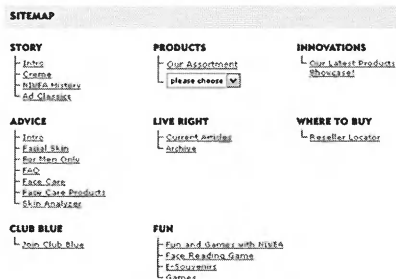 SITEMAP
STORY
Intro
Creme
NIVEA History
Ad Classics
PRODUCTS
Our Assortment
please choose
INNOVATIONS
Our Latest Products
Showcase!
ADVICE
Intro
Facial Skin
For Men Only
FAQ
Face Care
Face Care Products
Skin Analyzer
LIVE RIGHT
Current Articles
Archive
WHERE TO BUY
Reseller Locator
CLUB BLUE
Join Club Blue
FUN
Fun and Games with NIVEA
Face Reading Game
E-Souvenirs
Games